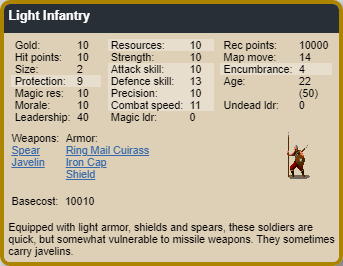 Light Infantry
Gold: 10 Resources: 10 Rec points: 10000
Hit points: 10 Strength: 10 Map move: 14
Size: 2 Attack skill: 10 Encumbrance: 4
Protection: 9 Defence skill: 13 Age: 22
Magic res: 10 Precision: 10 (50)
Morale: 10 Combat speed: 11 Undead ldr: 0
Leadership: 40 Magic ldr: 0
Weapons: Armor:
Spear Ring Mail Cuirass
Javelin Iron Cap
Shield
Basecost: 10010
Equipped with light armor, shields and spears, these soldiers are
quick, but somewhat vulnerable to missile weapons. They sometimes
carry javelins.